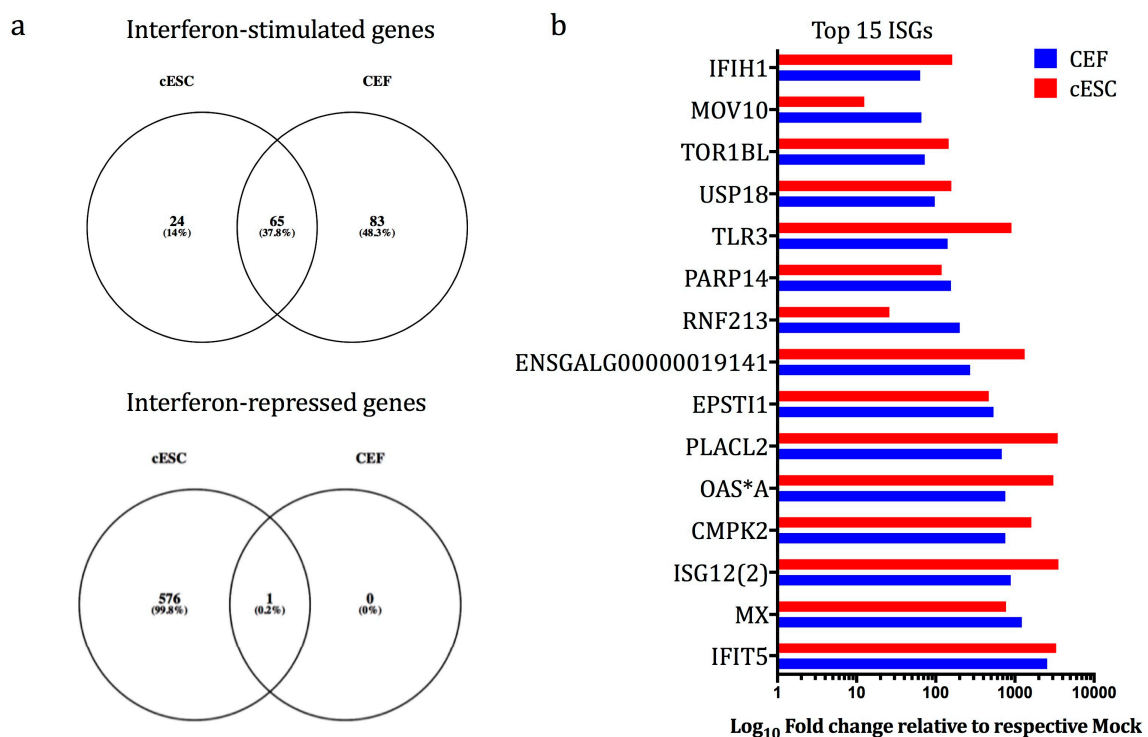 a
Interferon-stimulated genes
cESC
CEF
24
(14%)
65
(37.8%)
83
(48.3%)
Interferon-repressed genes
cESC
CEF
576
(99.8%)
1
(0.2%)
0
(0%)
b
Top 15 ISGs
CEF
cESC
IFIH1
MOV10
TOR1BL
USP18
TLR3
PARP14
RNF213
ENSGALG00000019141
EPSTI1
PLACL2
OAS*A
CMPK2
ISG12(2)
MX
IFIT5
1 10 100 1000 10000
Log10 Fold change relative to respective Mock